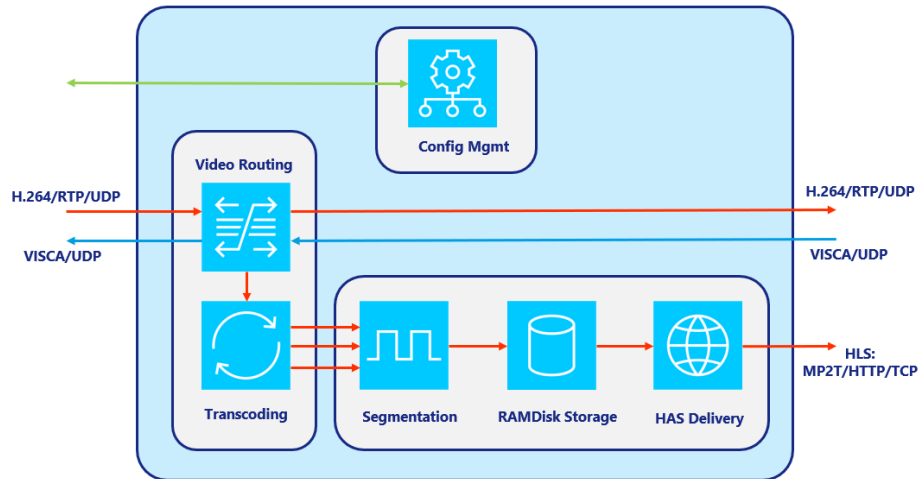 Config Mgmt
Video Routing
H.264/RTP/UDP
H.264/RTP/UDP
VISCA/UDP
VISCA/UDP
HLS:
MP2T/HTTP/TCP
Transcoding
Segmentation
RAMDisk Storage
HAS Delivery